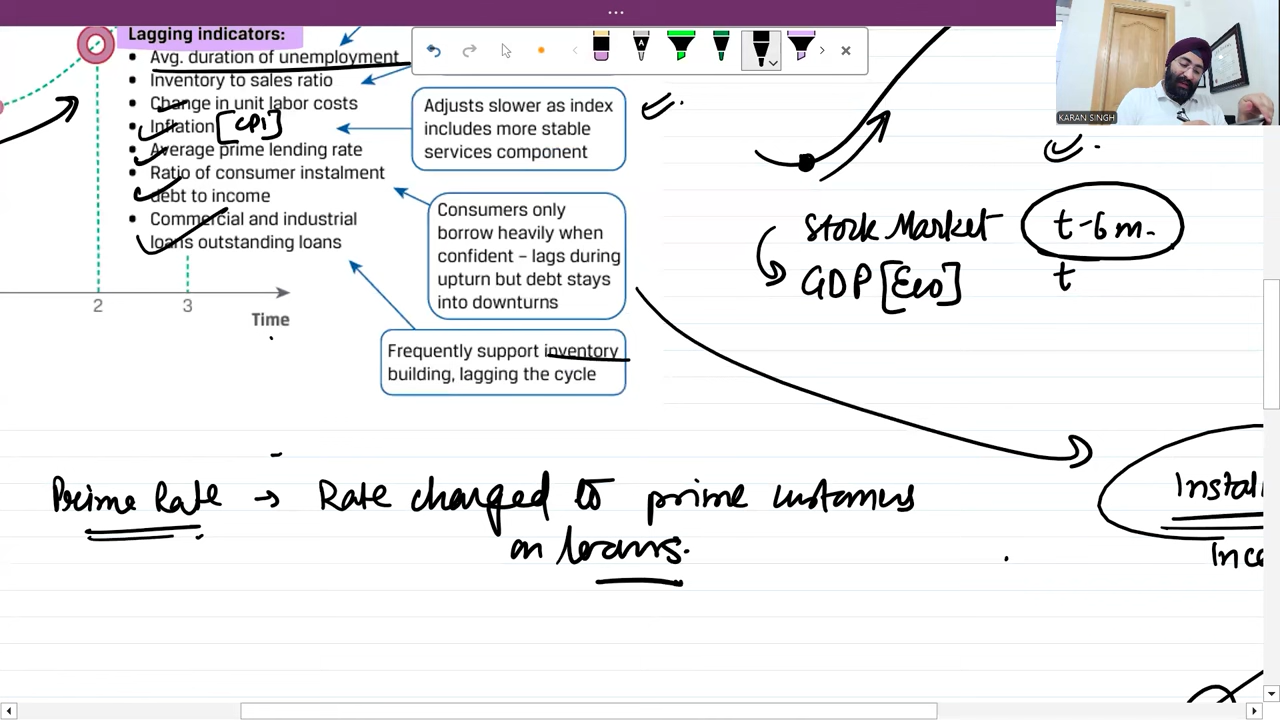 Lagging indicators:
• Avg. duration of unemployment
• Inventory to sales ratio
• Change in unit labor costs
• Inflation [CPI]
• Average prime lending rate
• Ratio of consumer instalment
debt to income
• Commercial and industrial
loans outstanding loans
2 3
Time
Adjusts slower as index
includes more stable
services component
Consumers only
borrow heavily when
confident – lags during
upturn but debt stays
into downturns
Frequently support inventory
building, lagging the cycle
KARAN SINGH
Stock Market t-6m.
GDP [Eco] t
Prime Rate → Rate charged to prime customers
on loans.
Instal
Inco